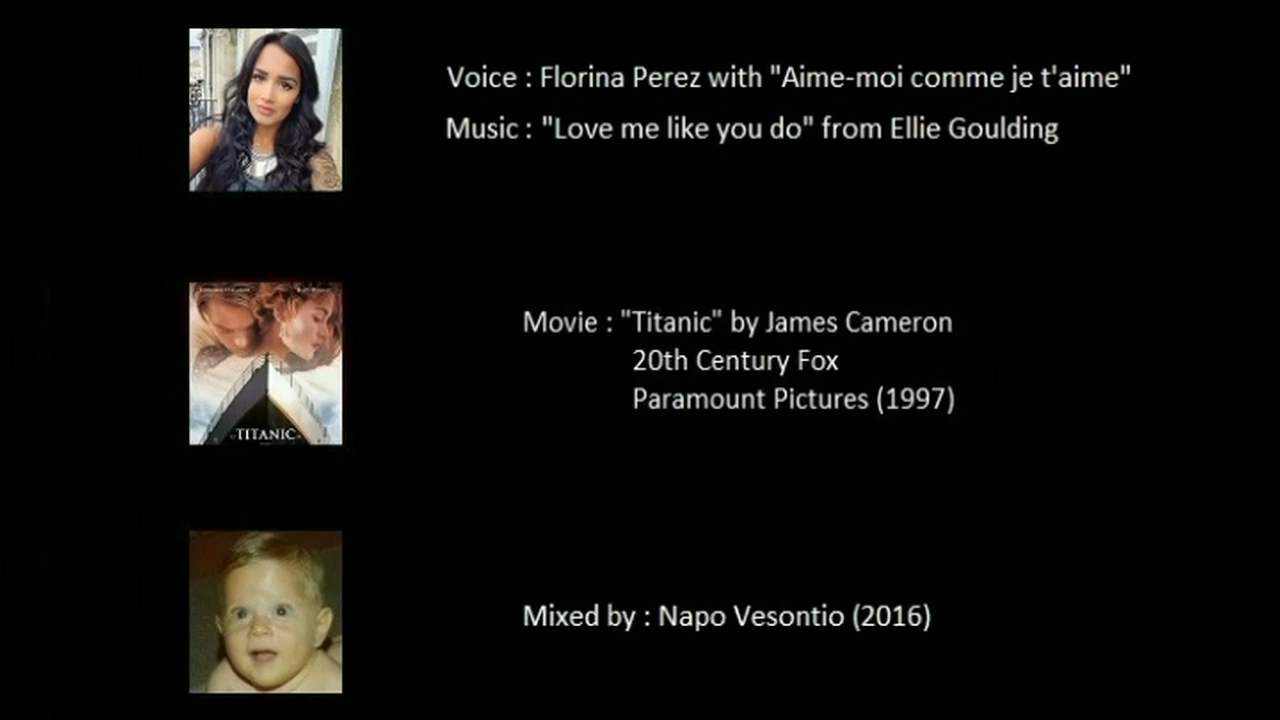 Voice : Florina Perez with "Aime-moi comme je t'aime"
Music : "Love me like you do" from Ellie Goulding
Movie : "Titanic" by James Cameron
20th Century Fox
Paramount Pictures (1997)
TITANIC
Mixed by : Napo Vesontio (2016)